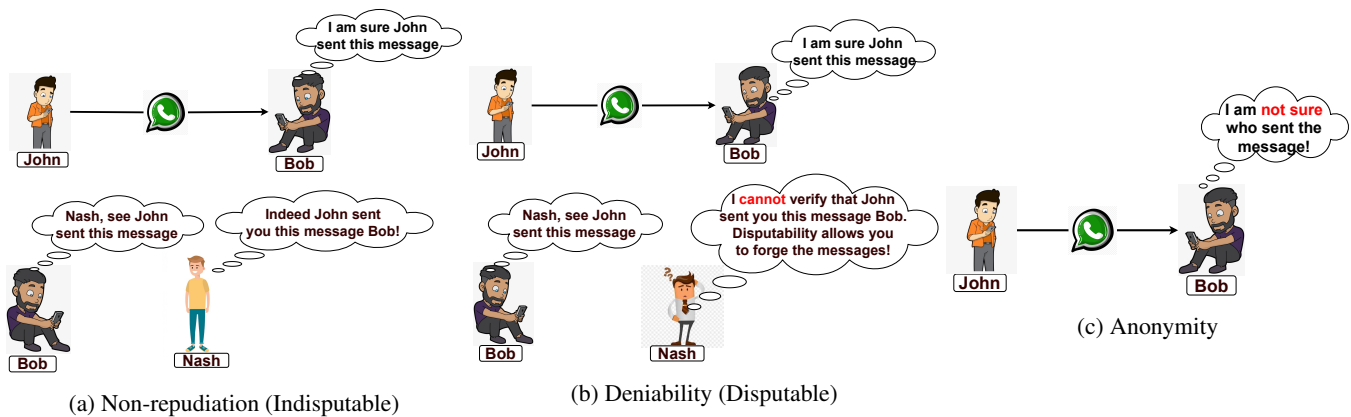 I am sure John
sent this message
John
Bob
Nash, see John
sent this message
Indeed John sent
you this message Bob!
Bob
Nash
(a) Non-repudiation (Indisputable)
I am sure John
sent this message
John
Bob
Nash, see John
sent this message
I cannot verify that John
sent you this message Bob.
Disputability allows you
to forge the messages!
??
Bob
Nash
(b) Deniability (Disputable)
I am not sure
who sent the
message!
John
Bob
(c) Anonymity